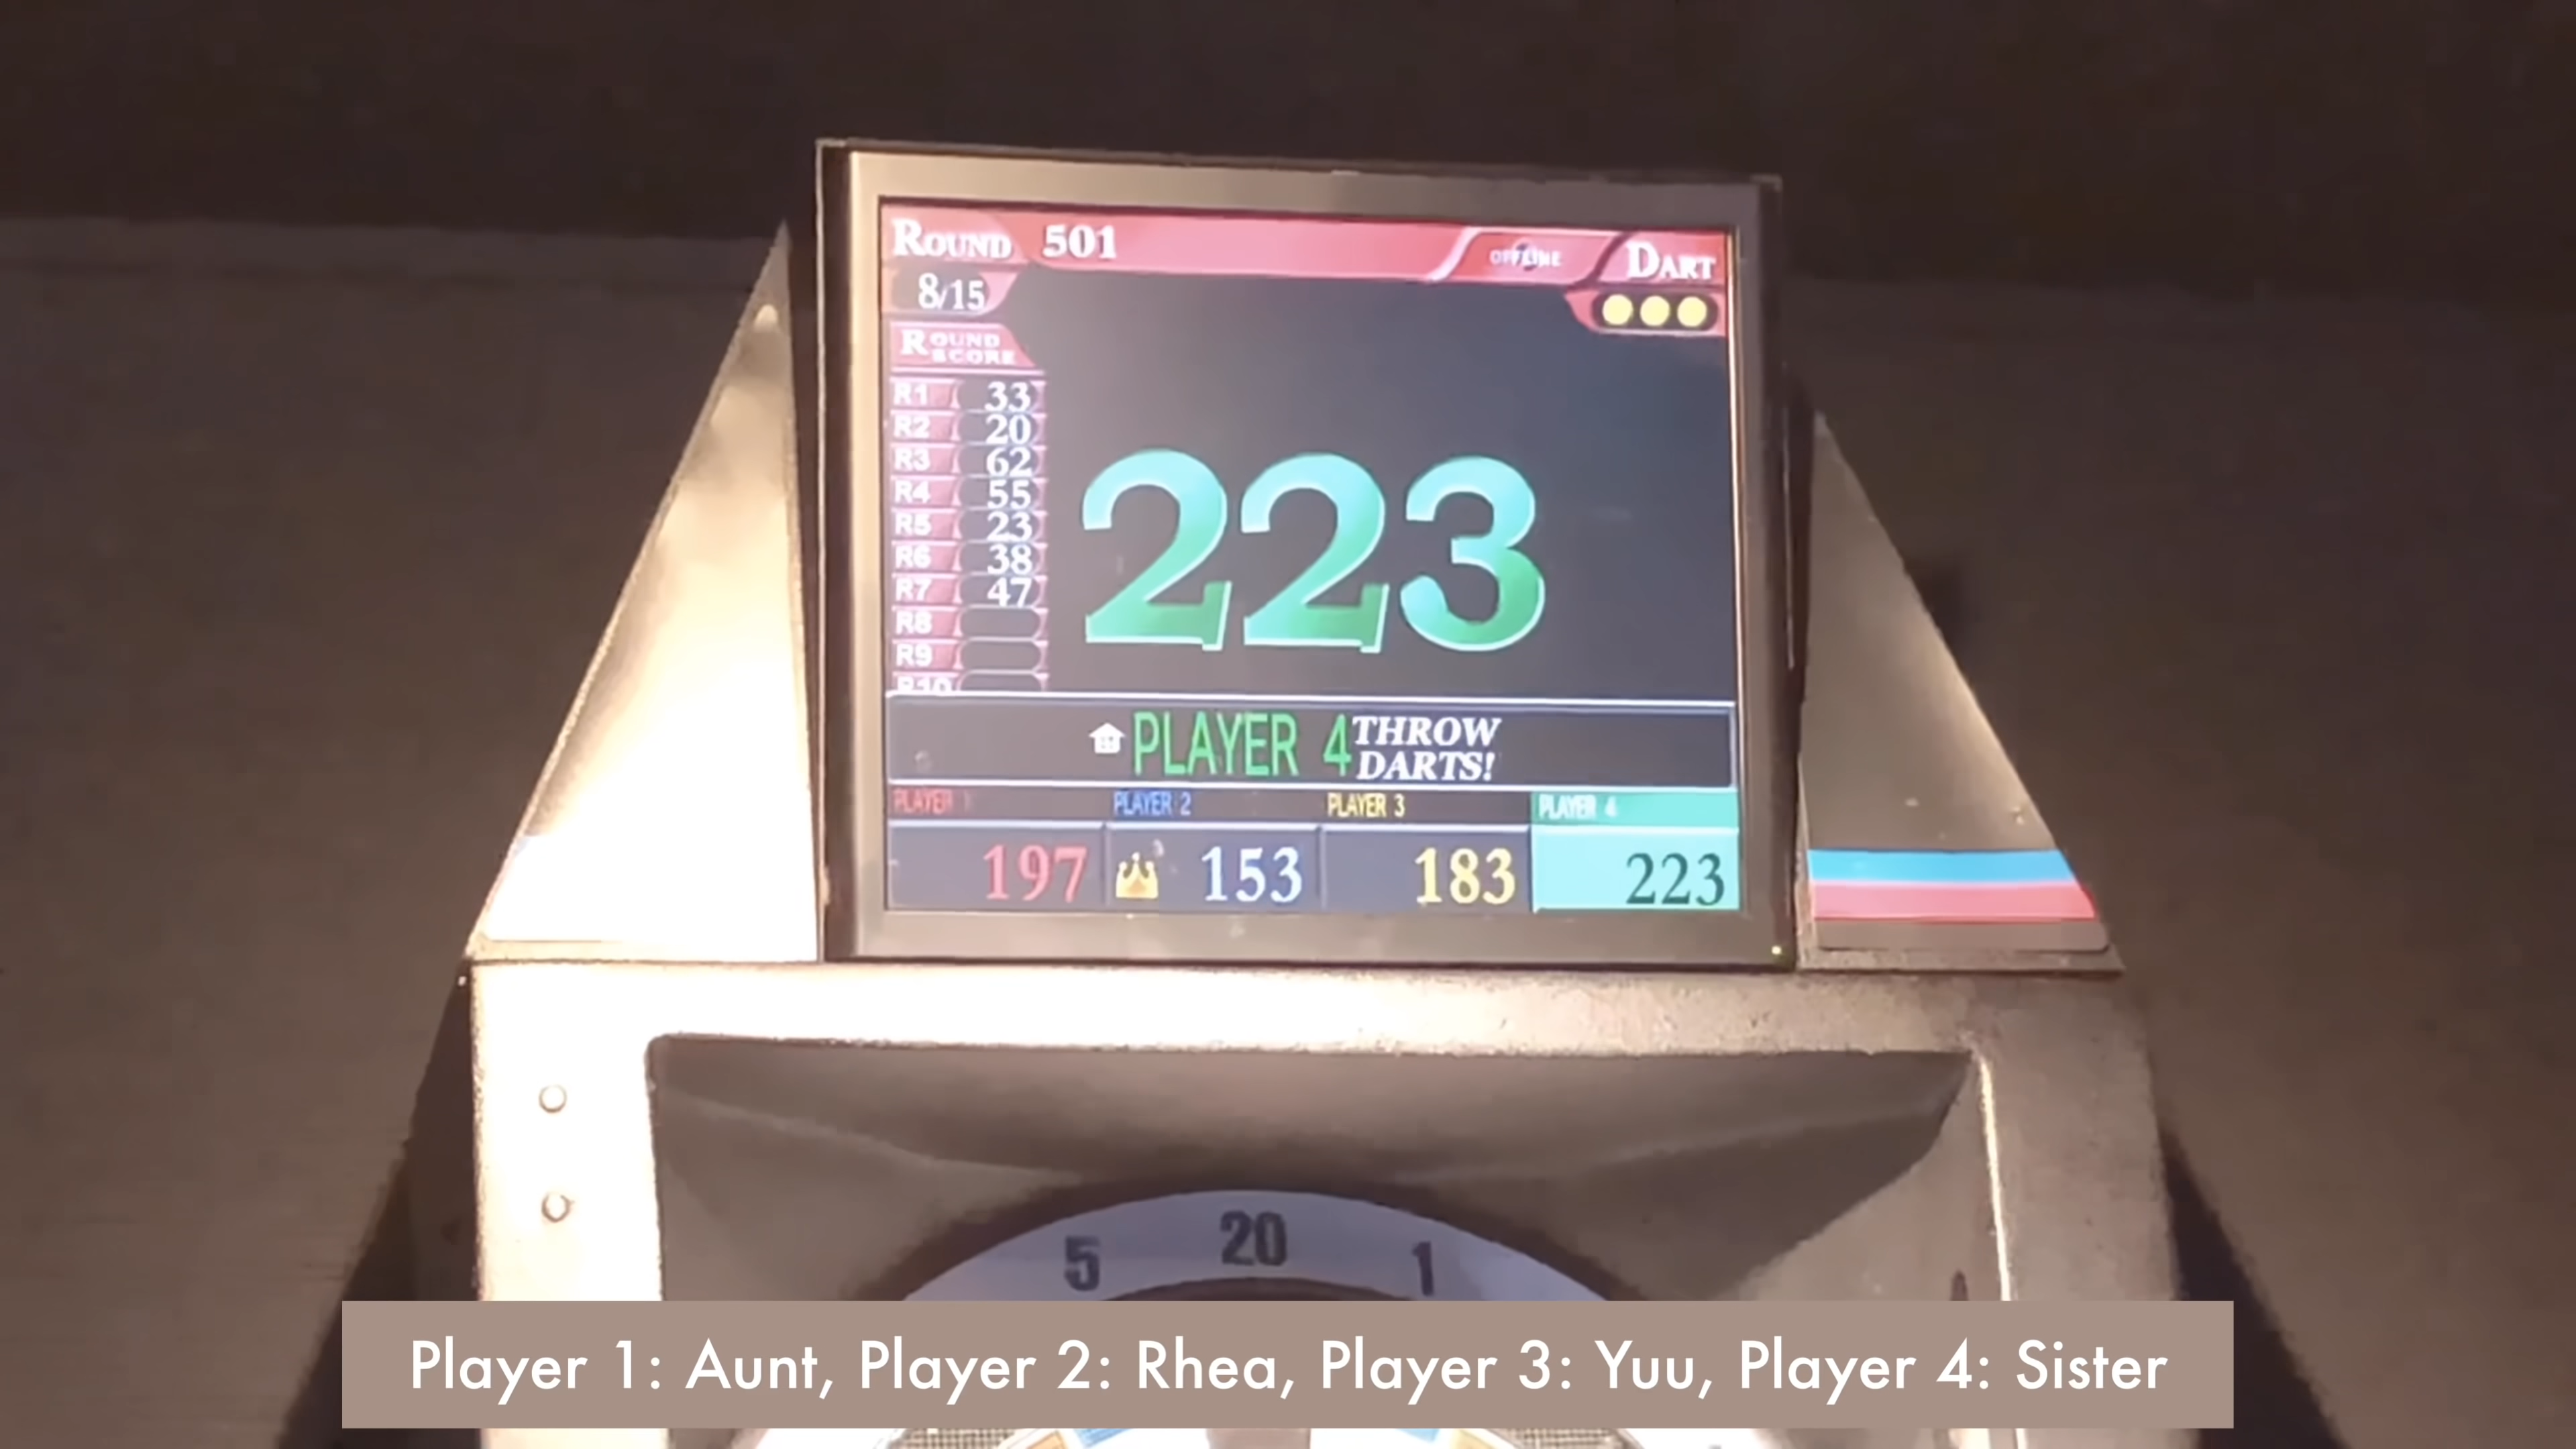 ROUND 501 OFFLINE DART
8/15
ROUND SCORE
R1 33
R2 20
R3 62
R4 55
R5 23
R6 38
R7 47
R8
R9
R10
223
PLAYER 4 THROW DARTS!
PLAYER 1 PLAYER 2 PLAYER 3 PLAYER 4
197 153 183 223
5 20 1
Player 1: Aunt, Player 2: Rhea, Player 3: Yuu, Player 4: Sister